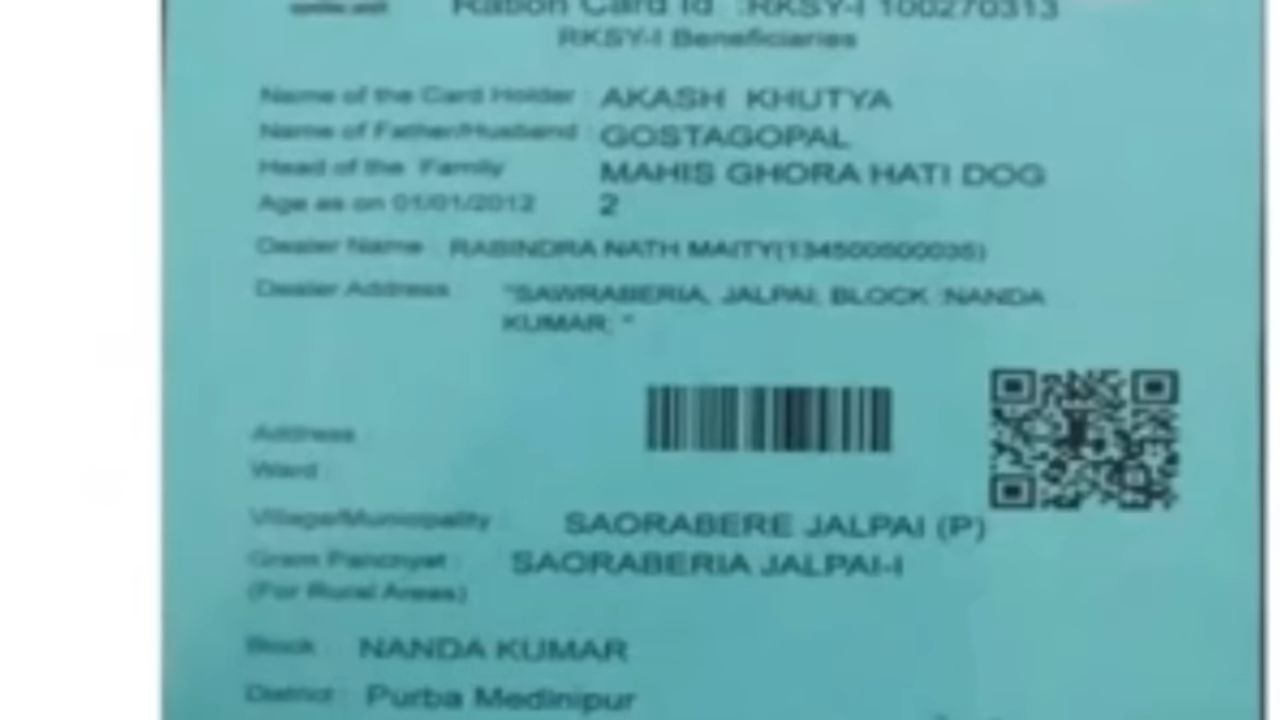 Ration Card Id :RKSY-I 100270313
RKSY-I Beneficiaries
Name of the Card Holder : AKASH KHUTYA
Name of Father/Husband : GOSTAGOPAL
Head of the Family MAHIS GHORA HATI DOG
Age as on 01/01/2012 2
Dealer Name : RABINDRA NATH MAITY(134500500035)
Dealer Address "SAWRABERIA, JALPAI; BLOCK :NANDA
KUMAR; "
Address
Ward :
Village/Municipality : SAORABERE JALPAI (P)
Gram Pancnyat : SAORABERIA JALPAI-I
(For Rural Areas)
Block : NANDA KUMAR
District : Purba Medinipur